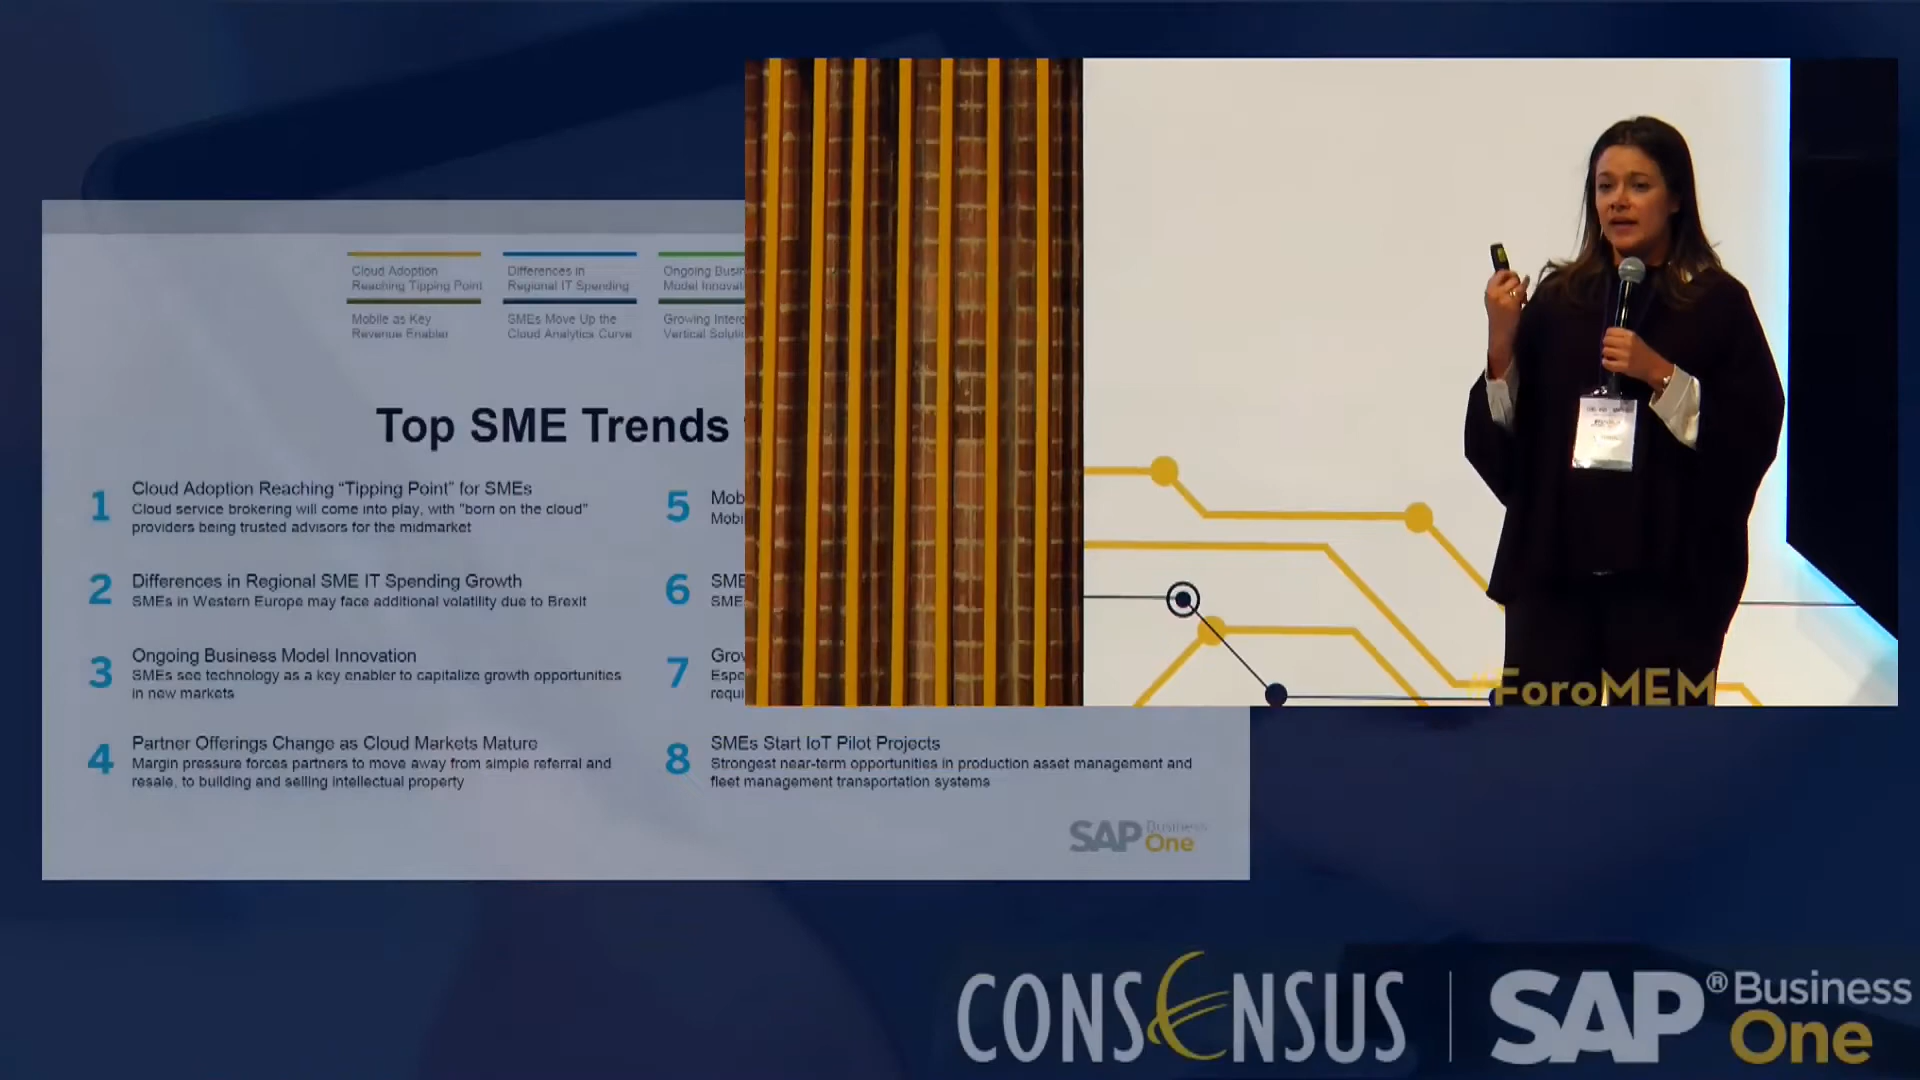 Cloud Adoption
Reaching Tipping Point
Differences in
Regional IT Spending
Ongoing
Mobile as Key
Revenue Enabler
SMEs Move Up the
Cloud Analytics Curve
Growing
Vertical
Top SME Trends
1
Cloud Adoption Reaching “Tipping Point” for SMEs
Cloud service brokering will come into play, with "born on the cloud"
providers being trusted advisors for the midmarket
2
Differences in Regional SME IT Spending Growth
SMEs in Western Europe may face additional volatility due to Brexit
3
Ongoing Business Model Innovation
SMEs see technology as a key enabler to capitalize growth opportunities
in new markets
4
Partner Offerings Change as Cloud Markets Mature
Margin pressure forces partners to move away from simple referral and
resale, to building and selling intellectual property
5
6
SME
SME
7
8
SMEs Start IoT Pilot Projects
Strongest near-term opportunities in production asset management and
fleet management transportation systems
SAP Business One
#ForoMEM
CONSENSUS | SAP® Business One